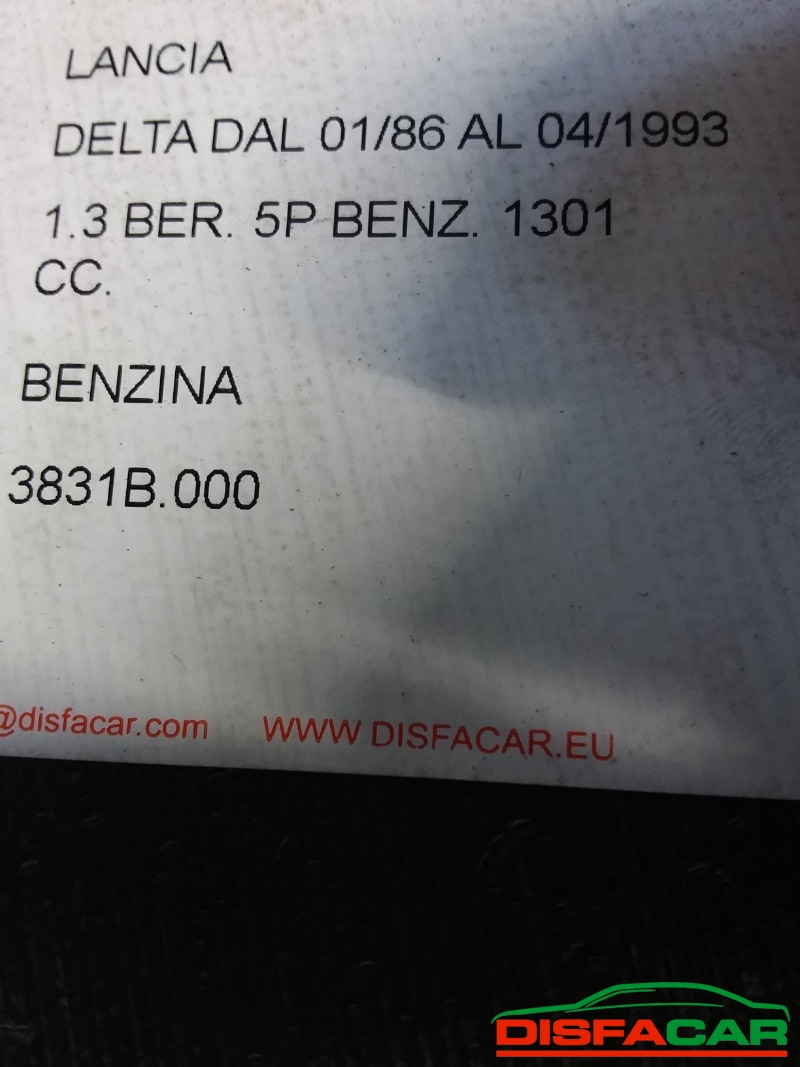 LANCIA
DELTA DAL 01/86 AL 04/1993
1.3 BER. 5P BENZ. 1301
CC.
BENZINA
3831B.000
@disfacar.com WWW DISFACAR.EU
DISFACAR